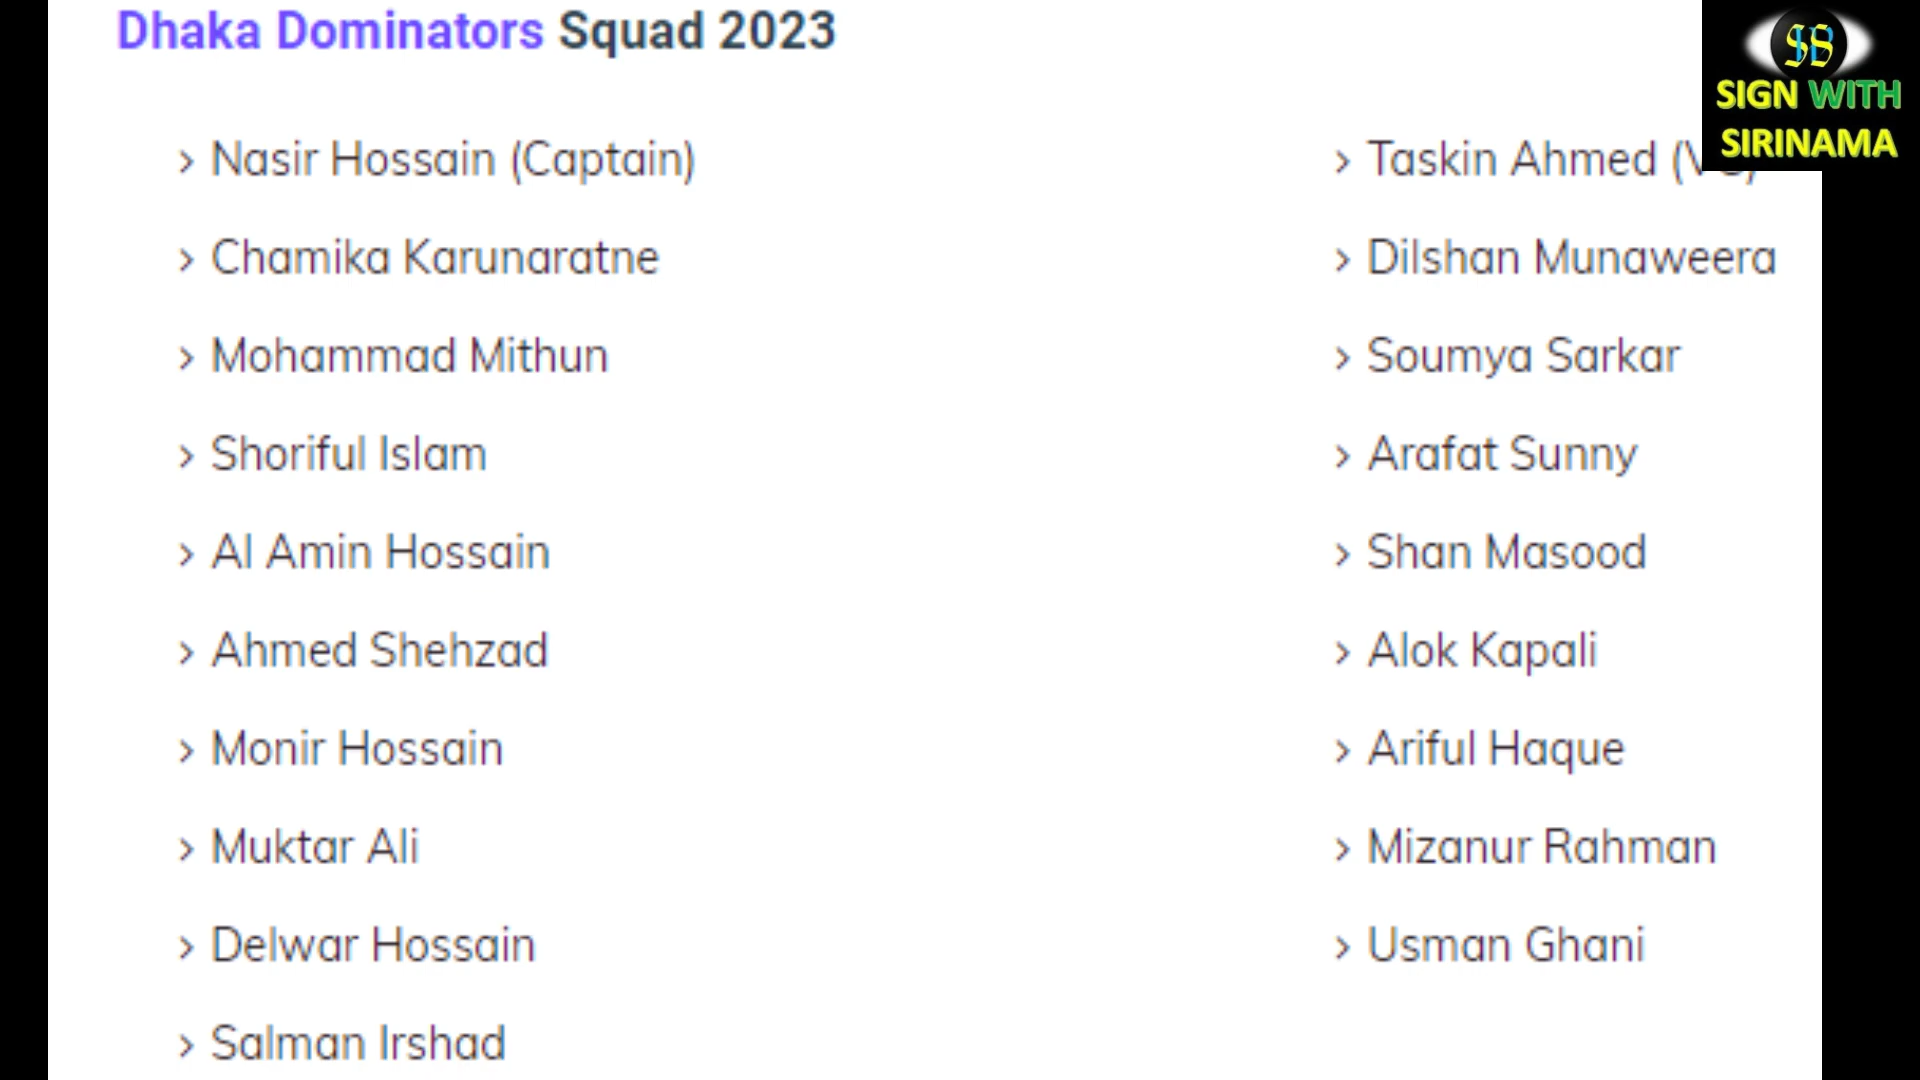 Dhaka Dominators Squad 2023
SIGN WITH
SIRINAMA
> Nasir Hossain (Captain)
> Chamika Karunaratne
> Mohammad Mithun
> Shoriful Islam
> Al Amin Hossain
> Ahmed Shehzad
> Monir Hossain
> Muktar Ali
> Delwar Hossain
> Salman Irshad
> Taskin Ahmed
> Dilshan Munaweera
> Soumya Sarkar
> Arafat Sunny
> Shan Masood
> Alok Kapali
> Ariful Haque
> Mizanur Rahman
> Usman Ghani